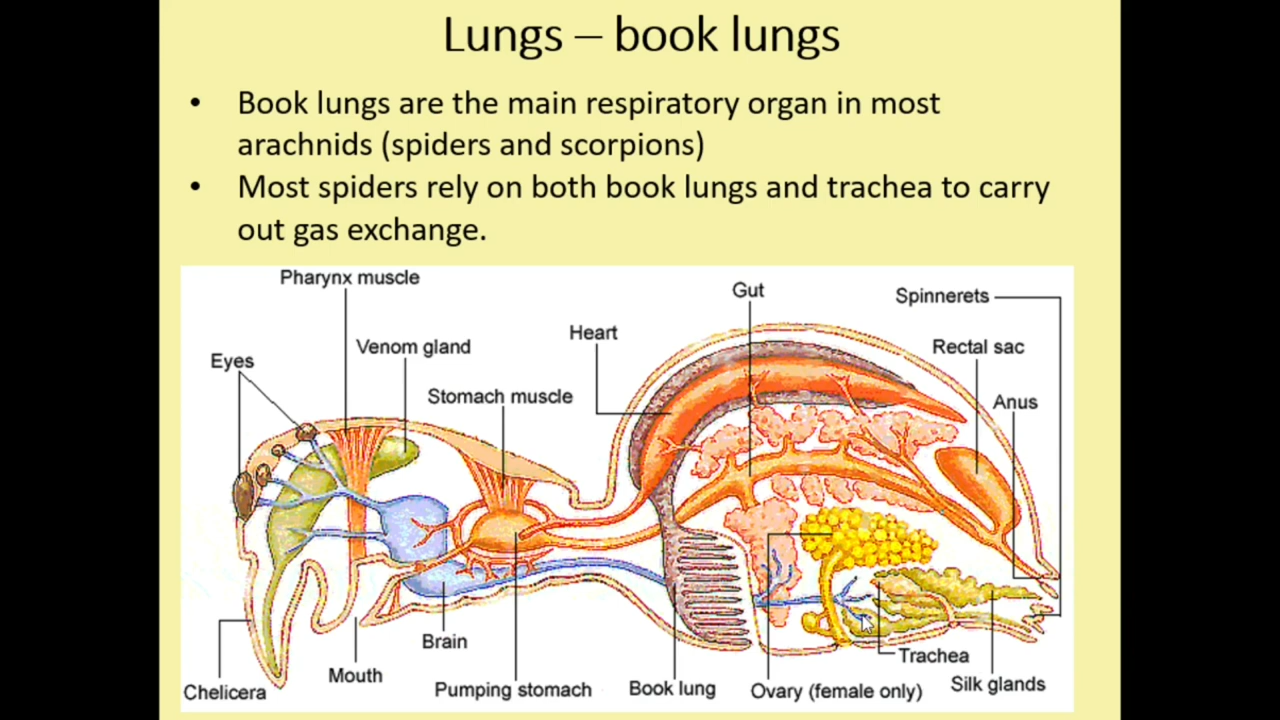 Lungs – book lungs
• Book lungs are the main respiratory organ in most
arachnids (spiders and scorpions)
• Most spiders rely on both book lungs and trachea to carry
out gas exchange.
Pharynx muscle
Gut
Spinnerets
Heart
Venom gland
Rectal sac
Eyes
Stomach muscle
Anus
Brain
Trachea
Mouth
Silk glands
Chelicera
Pumping stomach
Book lung
Ovary (female only)